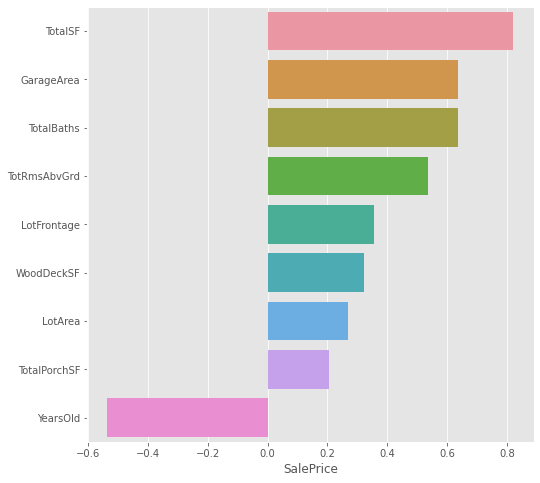 TotalSF
GarageArea
TotalBaths
TotRmsAbvGrd
LotFrontage
WoodDeckSF
LotArea
TotalPorchSF
YearsOld
−0.6 −0.4 −0.2 0.0 0.2 0.4 0.6 0.8
SalePrice